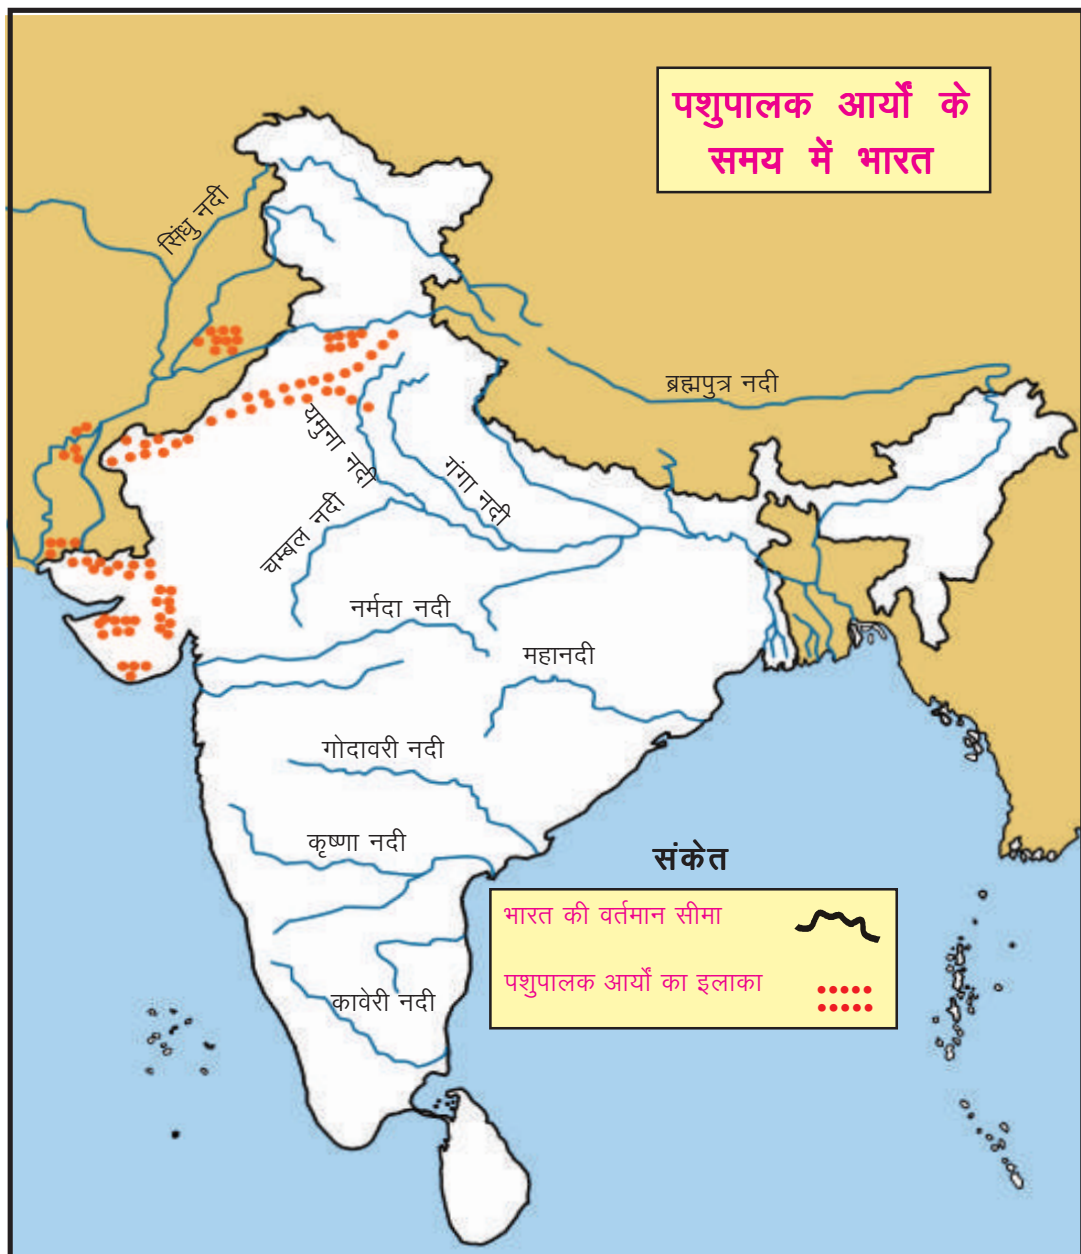 पशुपालक आर्यों के
समय में भारत
सिंधु नदी
ब्रह्मपुत्र नदी
यमुना नदी
गंगा नदी
चम्बल नदी
नर्मदा नदी
महानदी
गोदावरी नदी
कृष्णा नदी
संकेत
भारत की वर्तमान सीमा
पशुपालक आर्यों का इलाका
कावेरी नदी